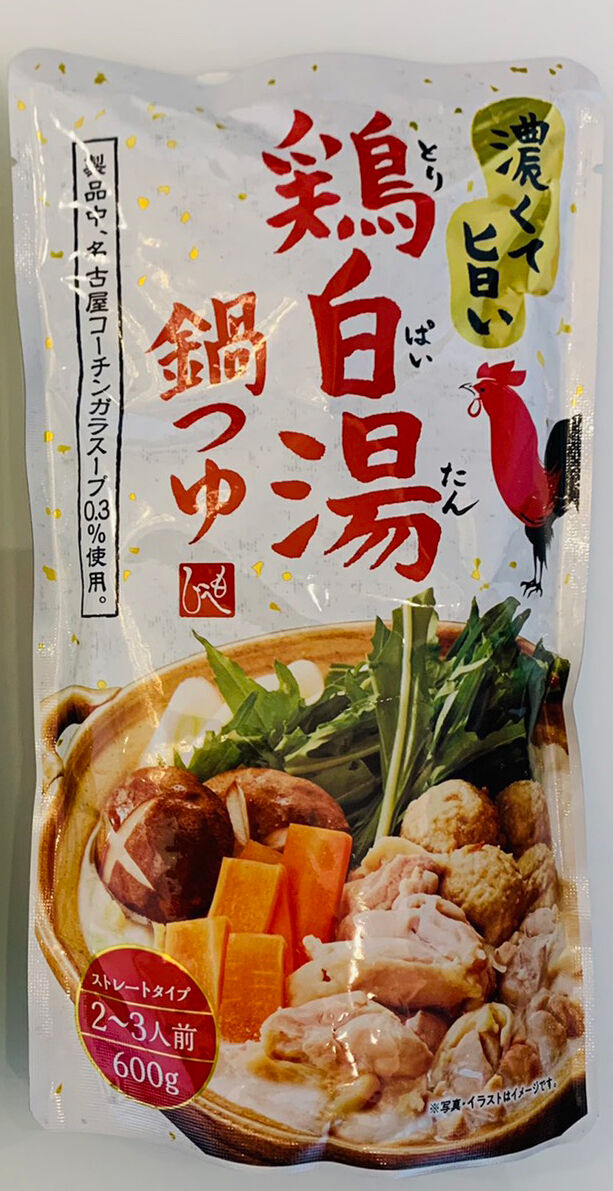 濃くて
旨い
鶏白湯
とり
ぱい
たん
鍋つゆ
もへじ
製品中、名古屋コーチンガラスープ0.3%使用。
ストレートタイプ
2〜3人前
600g
※写真・イラストはイメージです。